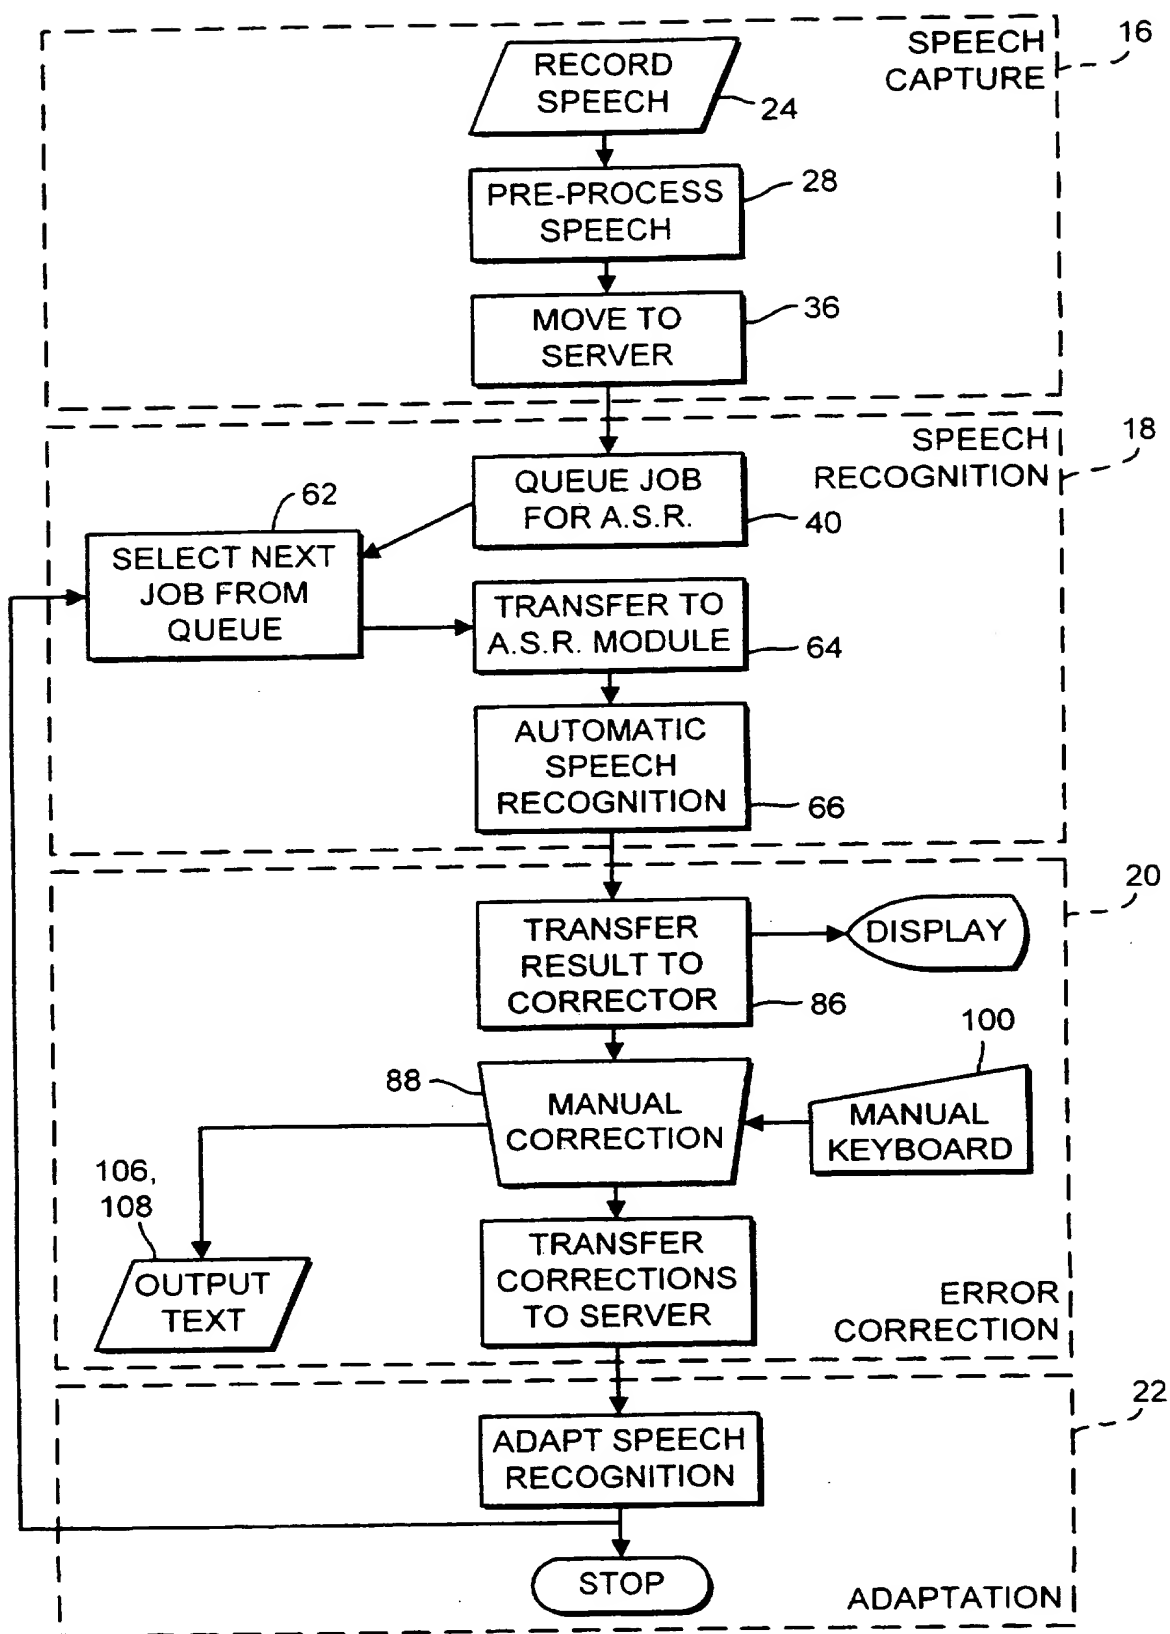 SPEECH
CAPTURE
16
RECORD
SPEECH
24
PRE-PROCESS
SPEECH
28
MOVE TO
SERVER
36
SPEECH
RECOGNITION
18
QUEUE JOB
FOR A.S.R.
40
62
SELECT NEXT
JOB FROM
QUEUE
TRANSFER TO
A.S.R. MODULE
64
AUTOMATIC
SPEECH
RECOGNITION
66
20
TRANSFER
RESULT TO
CORRECTOR
86
DISPLAY
100
88
MANUAL
CORRECTION
MANUAL
KEYBOARD
106,
108
OUTPUT
TEXT
TRANSFER
CORRECTIONS
TO SERVER
ERROR
CORRECTION
22
ADAPT SPEECH
RECOGNITION
STOP
ADAPTATION